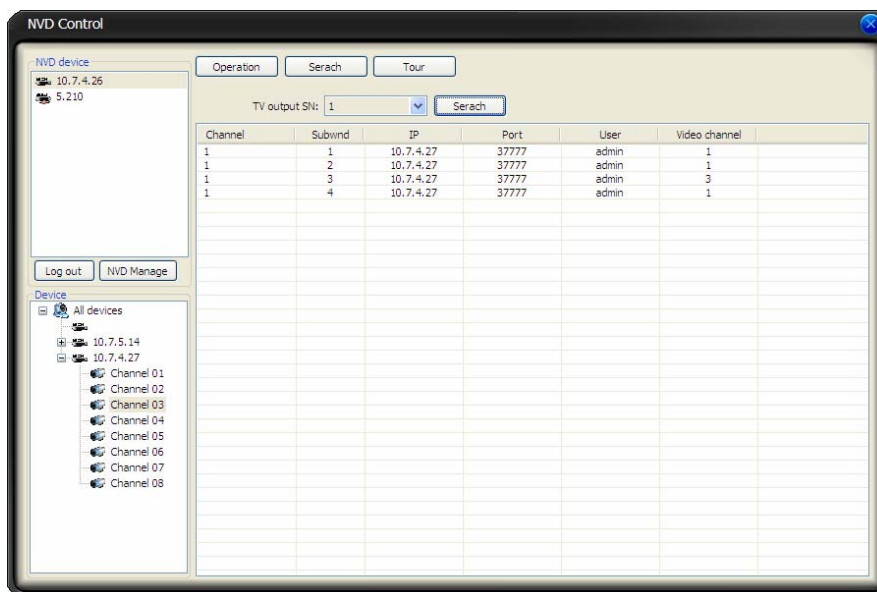 NVD Control
NVD device
10.7.4.26
5.210
Log out NVD Manage
Device
All devices
10.7.5.14
10.7.4.27
Channel 01
Channel 02
Channel 03
Channel 04
Channel 05
Channel 06
Channel 07
Channel 08
Operation Serach Tour
TV output SN: 1 Serach
Channel Subwnd IP Port User Video channel
1 1 10.7.4.27 37777 admin 1
1 2 10.7.4.27 37777 admin 1
1 3 10.7.4.27 37777 admin 3
1 4 10.7.4.27 37777 admin 1